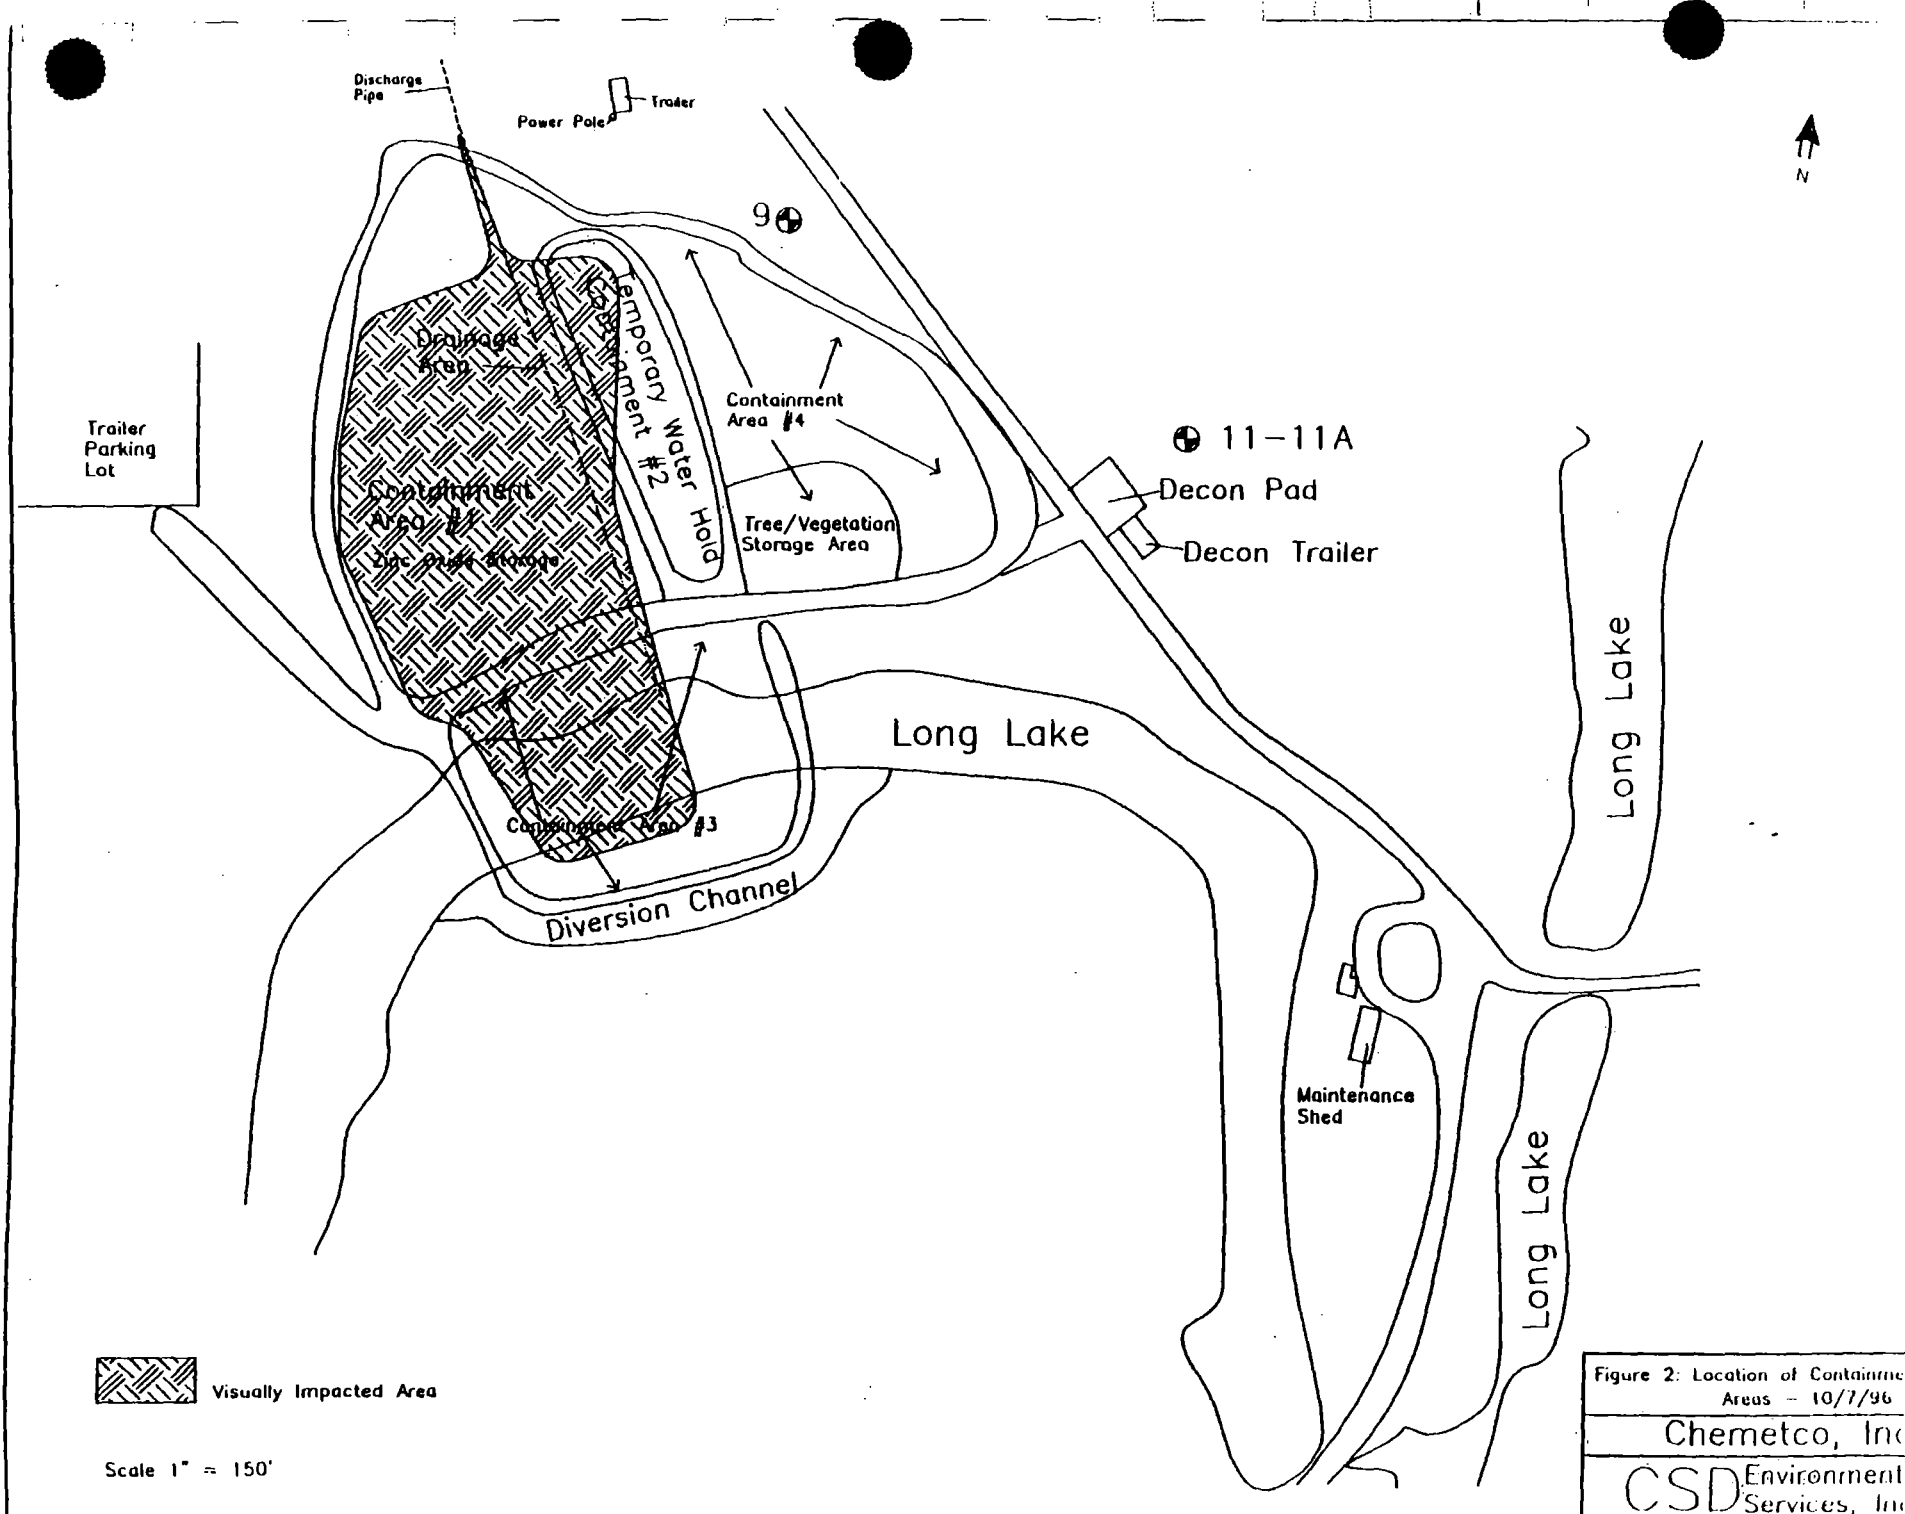 Discharge
Pipe
Trailer
Power Pole
N
9
Drainage
Area
Temporary Water Hold
Containment #2
Containment
Area #4
Trailer
Parking
Lot
11-11A
Decon Pad
Containment
Area #1
Zinc Oxide Storage
Tree/Vegetation
Storage Area
Decon Trailer
Long Lake
Long Lake
Containment Area #3
Diversion Channel
Maintenance
Shed
Long Lake
Visually Impacted Area
Scale 1" = 150'
Figure 2: Location of Containme
Areas - 10/7/96
Chemetco, Inc
CSD Environment
Services, Inc